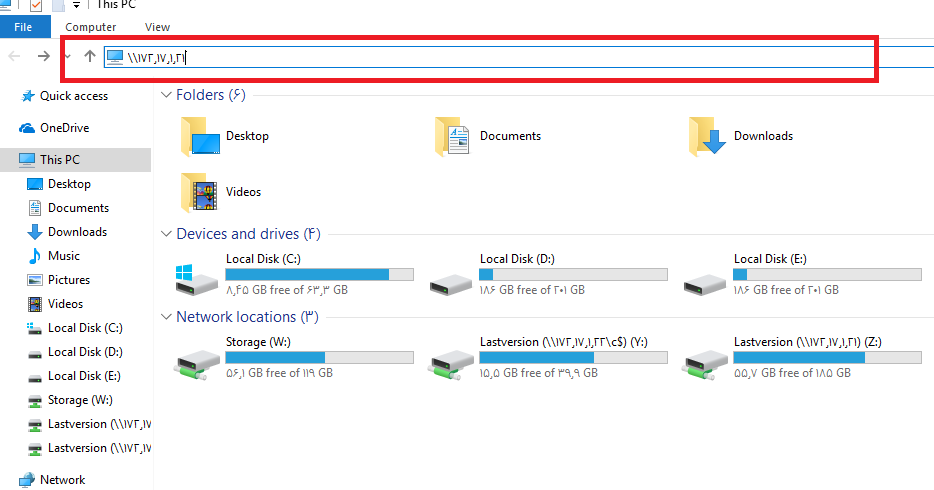 This PC
File Computer View
\\۱۷۲,۱۷,۱,۲۱
Quick access
OneDrive
This PC
Desktop
Documents
Downloads
Music
Pictures
Videos
Local Disk (C:)
Local Disk (D:)
Local Disk (E:)
Storage (W:)
Lastversion (\\۱۷۲,۱۷
Lastversion (\\۱۷۲,۱۷
Network
Folders (۶)
Desktop
Documents
Downloads
Videos
Devices and drives (۴)
Local Disk (C:)
۸,۴۵ GB free of ۶۳,۳ GB
Local Disk (D:)
۱۸۶ GB free of ۲۰۱ GB
Local Disk (E:)
۱۸۶ GB free of ۲۰۱ GB
Network locations (۳)
Storage (W:)
۵۶,۱ GB free of ۱۱۹ GB
Lastversion (\\۱۷۲,۱۷,۱,۲۲\c$) (Y:)
۱۵,۵ GB free of ۳۹,۹ GB
Lastversion (\\۱۷۲,۱۷,۱,۲۱) (Z:)
۵۵,۷ GB free of ۱۸۵ GB